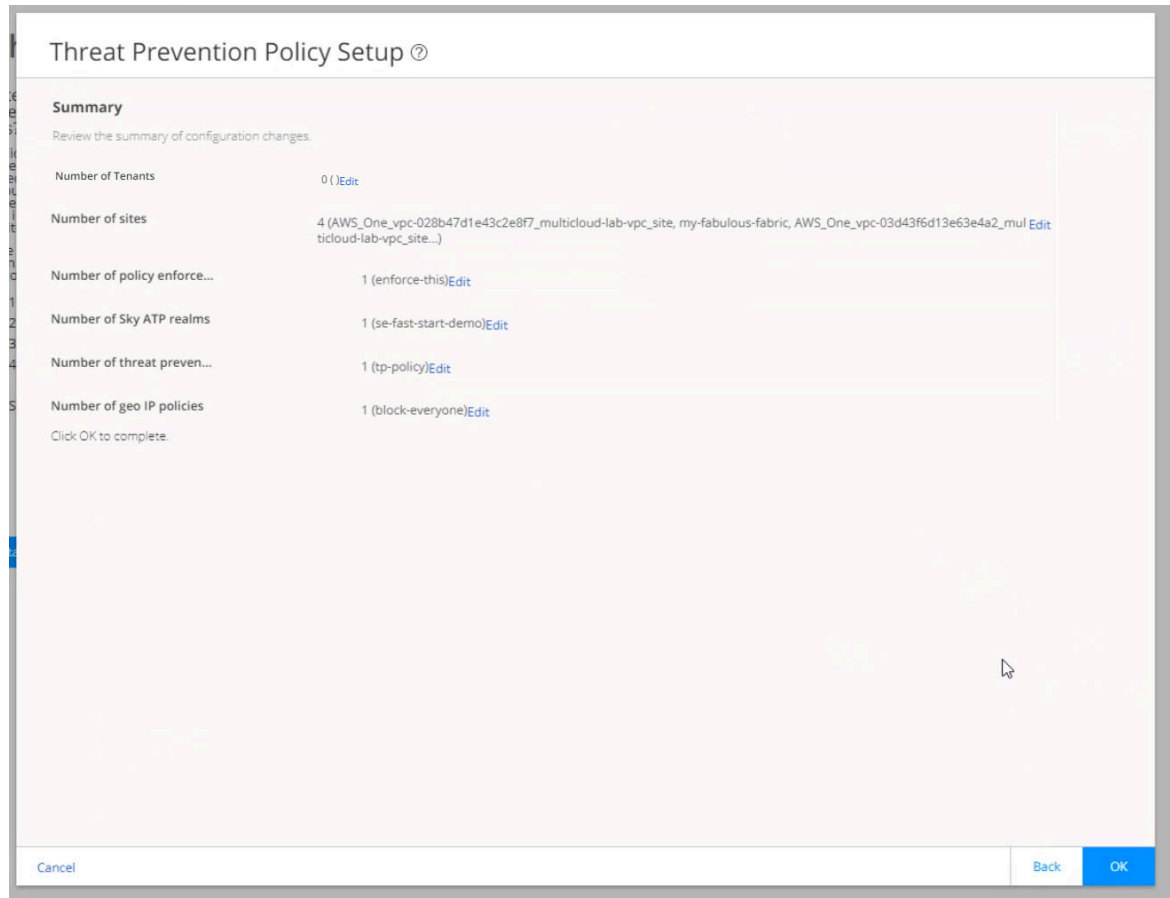 Threat Prevention Policy Setup ?
Summary
Review the summary of configuration changes.
Number of Tenants 0 ( )Edit
Number of sites 4 (AWS_One_vpc-028b47d1e43c2e8f7_multicloud-lab-vpc_site, my-fabulous-fabric, AWS_One_vpc-03d43f6d13e63e4a2_mul Edit
ticloud-lab-vpc_site...)
Number of policy enforce... 1 (enforce-this)Edit
Number of Sky ATP realms 1 (se-fast-start-demo)Edit
Number of threat preven... 1 (tp-policy)Edit
Number of geo IP policies 1 (block-everyone)Edit
Click OK to complete.
Cancel Back OK